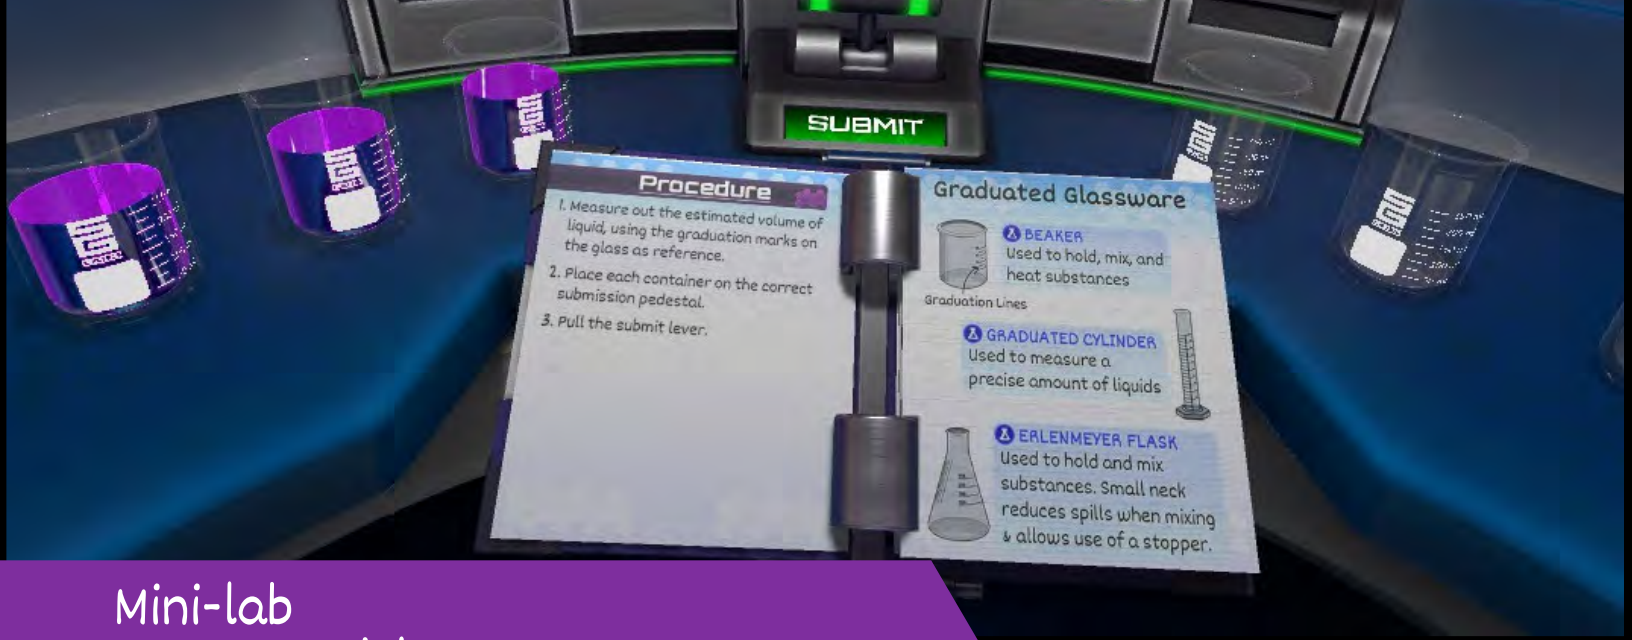 SUBMIT
Procedure
1. Measure out the estimated volume of
liquid, using the graduation marks on
the glass as reference.
2. Place each container on the correct
submission pedestal.
3. Pull the submit lever.
Graduated Glassware
BEAKER
Used to hold, mix, and
heat substances
Graduation Lines
GRADUATED CYLINDER
Used to measure a
precise amount of liquids
ERLENMEYER FLASK
Used to hold and mix
substances. Small neck
reduces spills when mixing
& allows use of a stopper.
Mini-lab